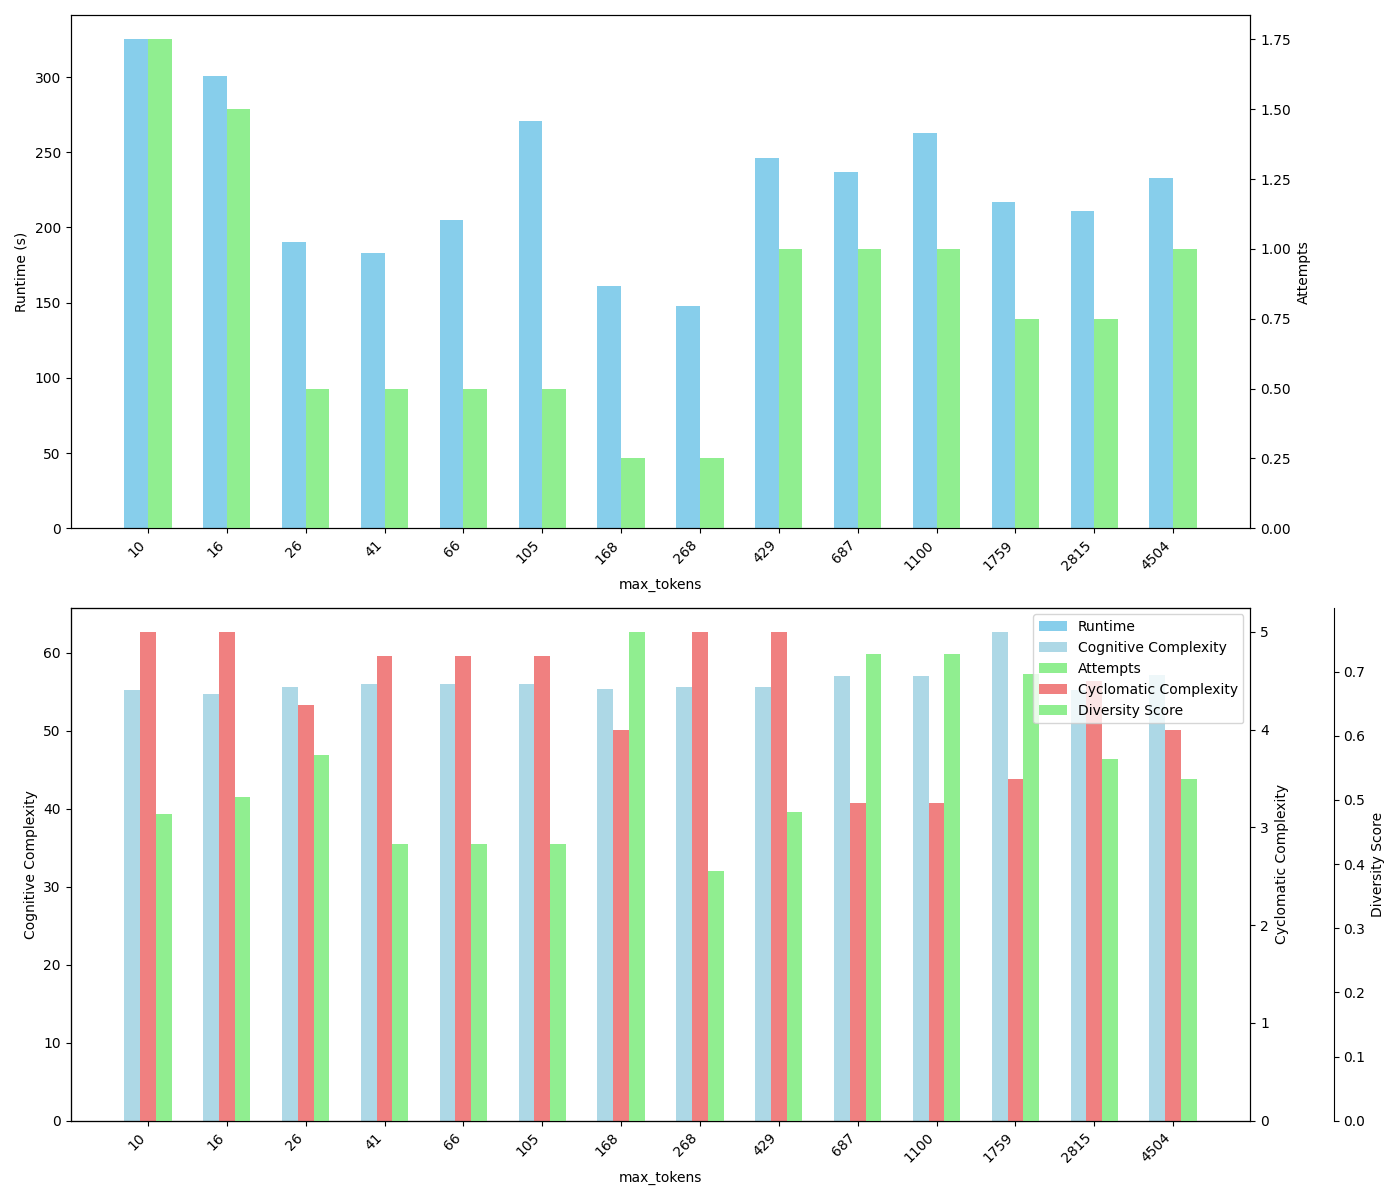 300
250
200
150
100
50
0
Runtime (s)
1.75
1.50
1.25
1.00
0.75
0.50
0.25
0.00
Attempts
10 16 26 41 66 105 168 268 429 687 1100 1759 2815 4504
max_tokens
60
50
40
30
20
10
0
Cognitive Complexity
Runtime
Cognitive Complexity
Attempts
Cyclomatic Complexity
Diversity Score
5
4
3
2
1
0
Cyclomatic Complexity
0.7
0.6
0.5
0.4
0.3
0.2
0.1
0.0
Diversity Score
10 16 26 41 66 105 168 268 429 687 1100 1759 2815 4504
max_tokens